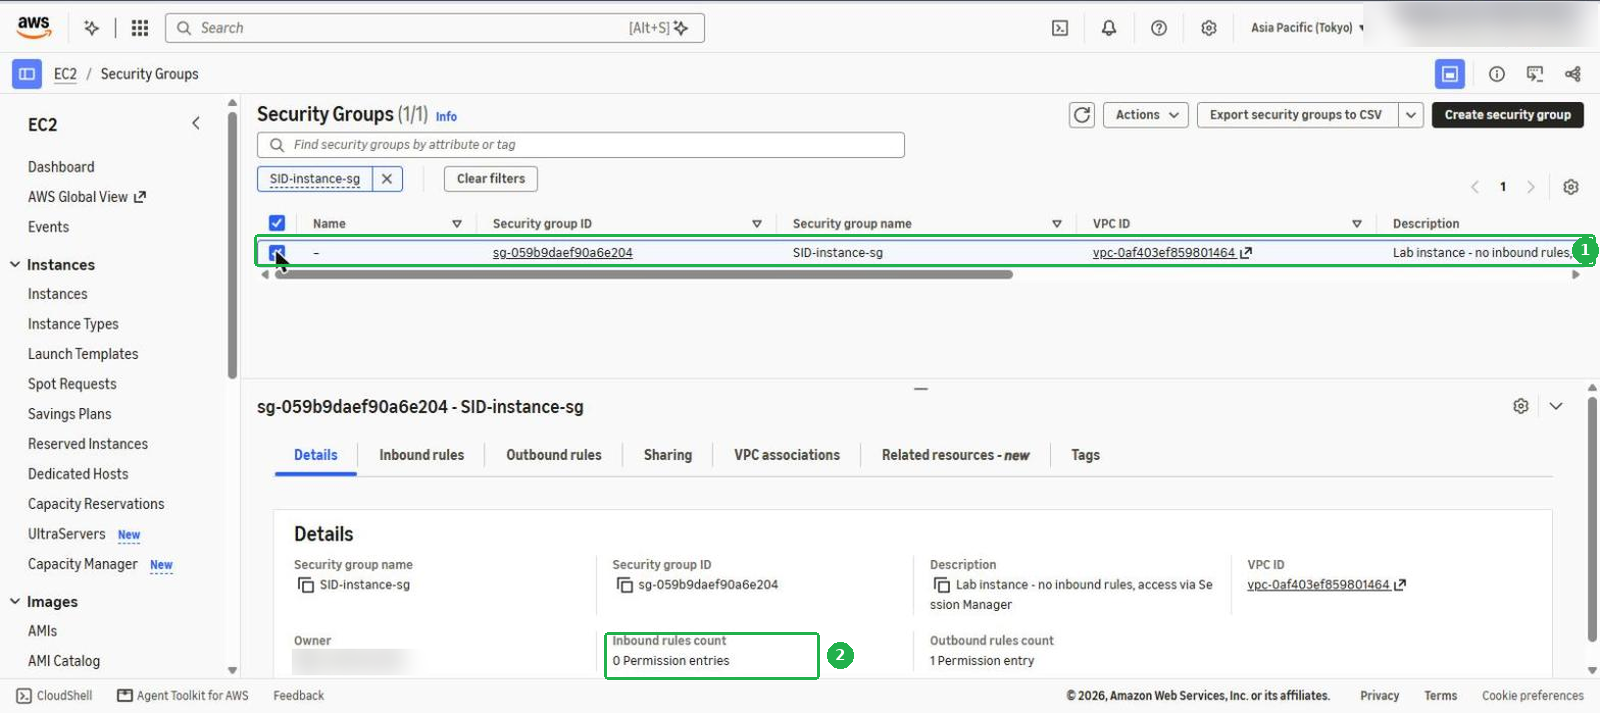 aws
Search
[Alt+S]
Asia Pacific (Tokyo)
EC2 / Security Groups
EC2
Dashboard
AWS Global View
Events
Instances
Instances
Instance Types
Launch Templates
Spot Requests
Savings Plans
Reserved Instances
Dedicated Hosts
Capacity Reservations
UltraServers New
Capacity Manager New
Images
AMIs
AMI Catalog
Security Groups (1/1) Info
Actions
Export security groups to CSV
Create security group
Find security groups by attribute or tag
SID-instance-sg
Clear filters
1
Name Security group ID Security group name VPC ID Description
– sg-059b9daef90a6e204 SID-instance-sg vpc-0af403ef859801464 Lab instance - no inbound rules,
1
sg-059b9daef90a6e204 - SID-instance-sg
Details Inbound rules Outbound rules Sharing VPC associations Related resources - new Tags
Details
Security group name
SID-instance-sg
Security group ID
sg-059b9daef90a6e204
Description
Lab instance - no inbound rules, access via Se
ssion Manager
VPC ID
vpc-0af403ef859801464
Owner
Inbound rules count
0 Permission entries
2
Outbound rules count
1 Permission entry
CloudShell Agent Toolkit for AWS Feedback
© 2026, Amazon Web Services, Inc. or its affiliates. Privacy Terms Cookie preferences